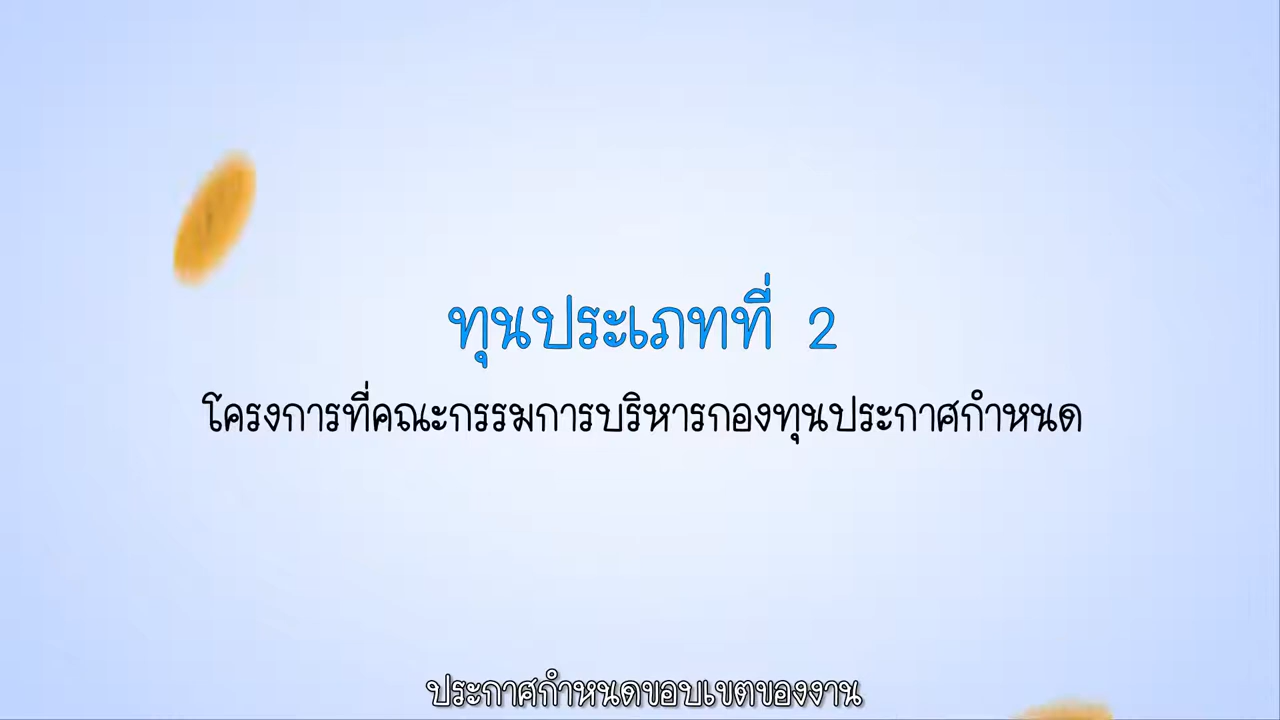 ทุนประเภทที่ 2
โครงการที่คณะกรรมการบริหารกองทุนประกาศกำหนด
ประกาศกำหนดขอบเขตของงาน